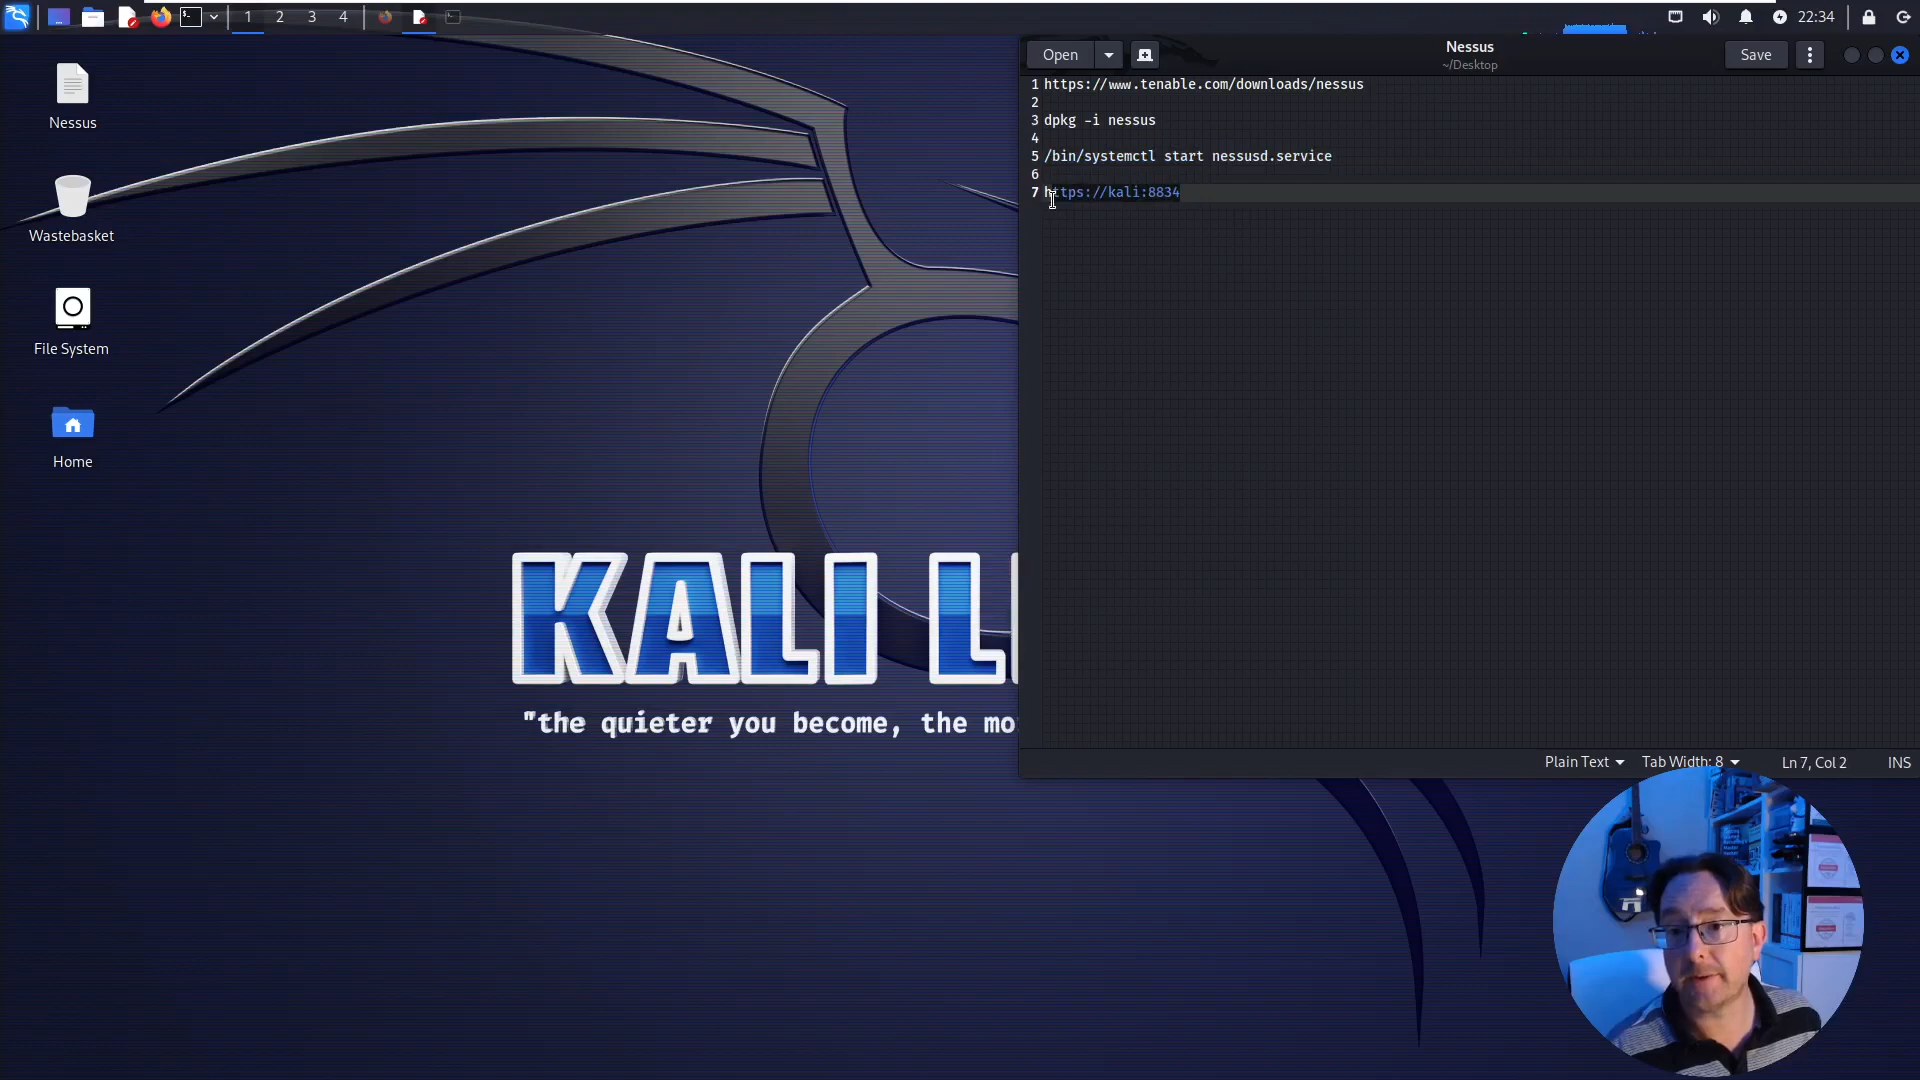 1 2 3 4
22:34
Open
Nessus
~/Desktop
Save
1 https://www.tenable.com/downloads/nessus
2
3 dpkg -i nessus
4
5 /bin/systemctl start nessusd.service
6
7 https://kali:8834
Nessus
Wastebasket
File System
Home
KALI L
"the quieter you become, the mo
Plain Text
Tab Width: 8
Ln 7, Col 2
INS